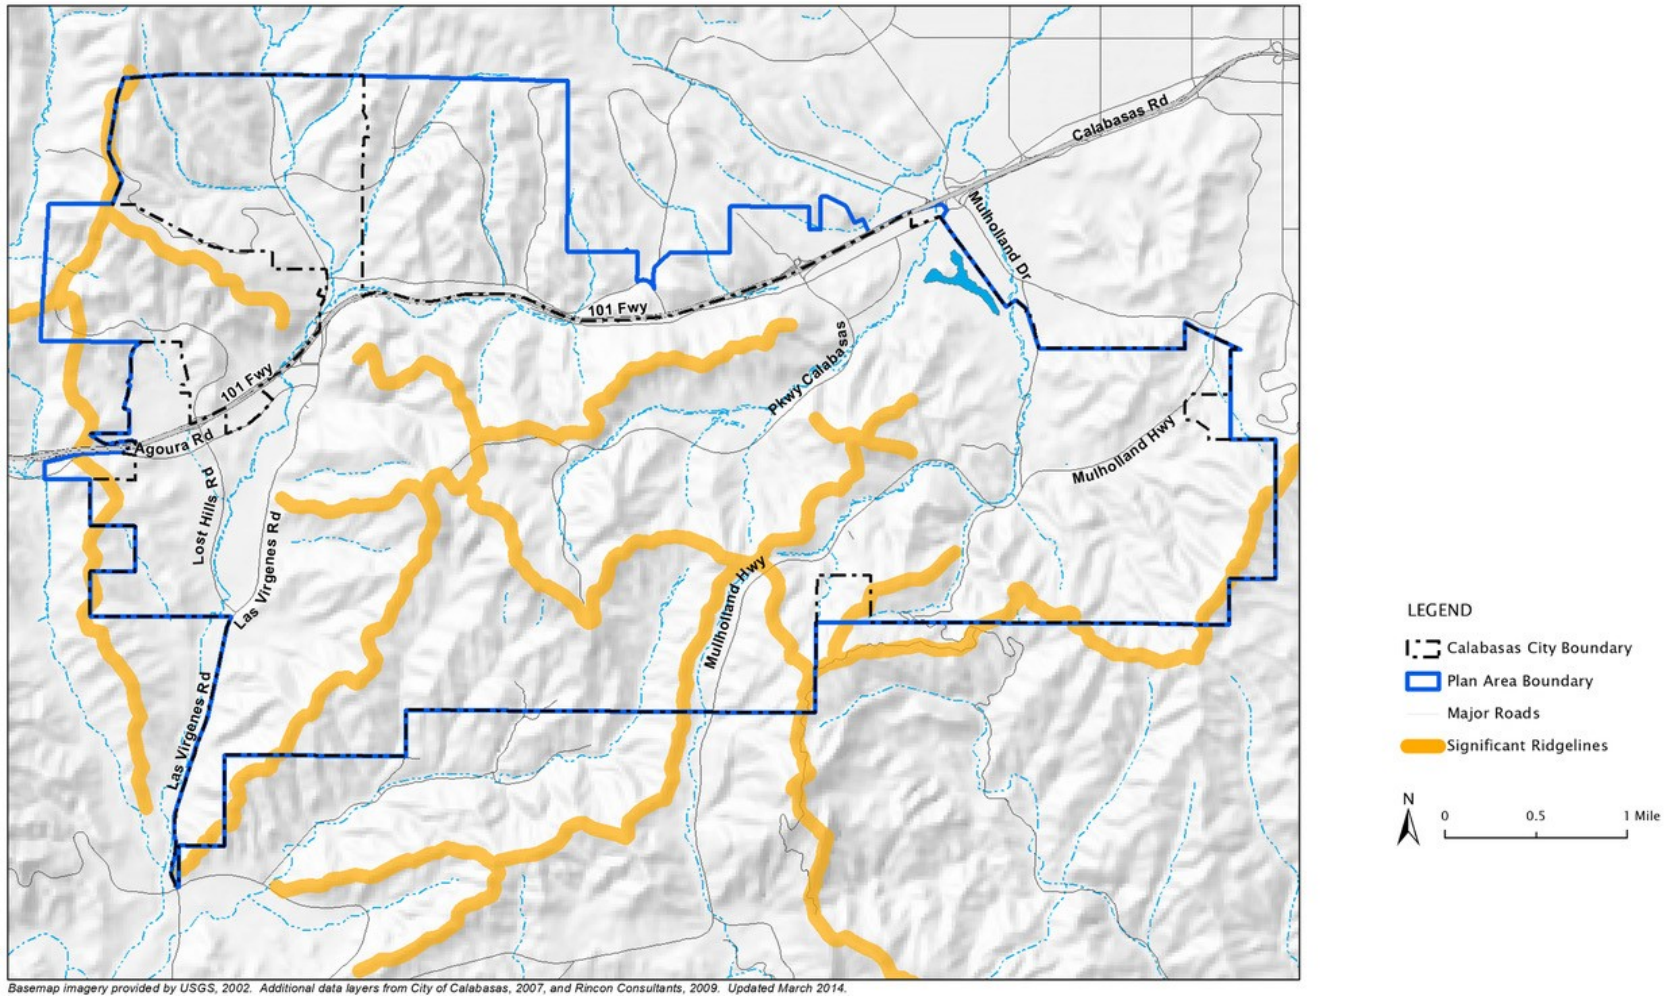 Calabasas Rd
Mulholland Dr
101 Fwy
Pkwy Calabasas
101 Fwy
Agoura Rd
Mulholland Hwy
Lost Hills Rd
Las Virgenes Rd
Mullholland Hwy
Las Virgenes Rd
LEGEND
Calabasas City Boundary
Plan Area Boundary
Major Roads
Significant Ridgelines
N
0 0.5 1 Mile
Basemap imagery provided by USGS, 2002. Additional data layers from City of Calabasas, 2007, and Rincon Consultants, 2009. Updated March 2014.